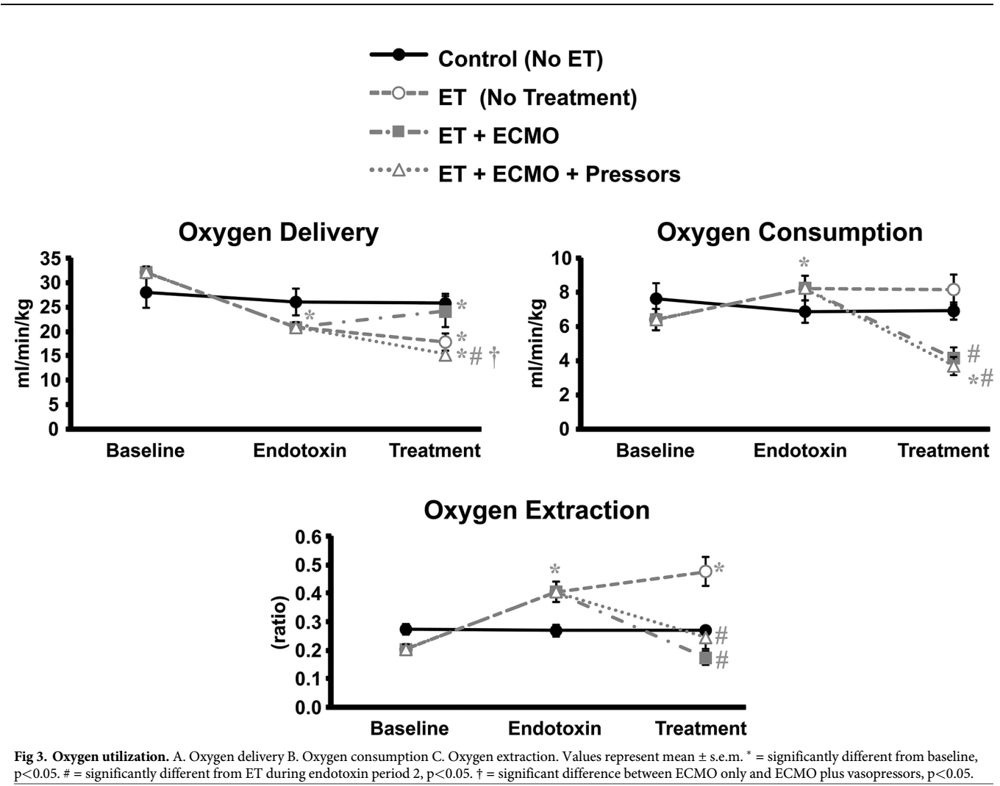 Control (No ET)
ET (No Treatment)
ET + ECMO
ET + ECMO + Pressors
Oxygen Delivery
35
30
25
20
15
10
5
0
ml/min/kg
*
*
*
*# †
Baseline Endotoxin Treatment
Oxygen Consumption
10
8
6
4
2
0
ml/min/kg
*
#
*#
Baseline Endotoxin Treatment
Oxygen Extraction
0.6
0.5
0.4
0.3
0.2
0.1
0.0
(ratio)
*
*
#
#
Baseline Endotoxin Treatment
Fig 3. Oxygen utilization. A. Oxygen delivery B. Oxygen consumption C. Oxygen extraction. Values represent mean ± s.e.m. * = significantly different from baseline,
p<0.05. # = significantly different from ET during endotoxin period 2, p<0.05. † = significant difference between ECMO only and ECMO plus vasopressors, p<0.05.